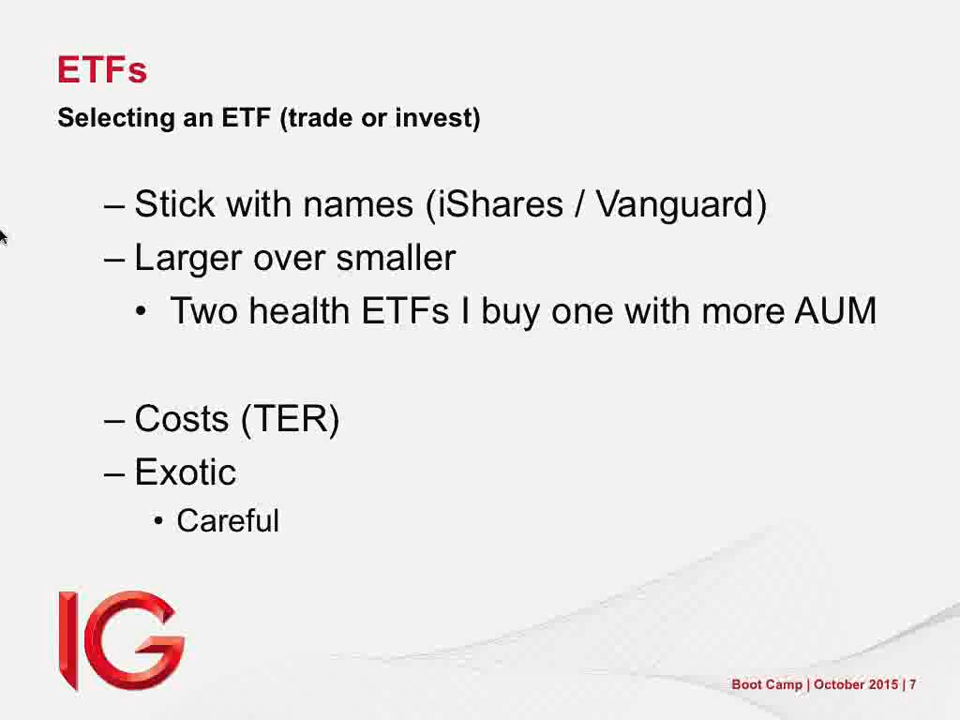 ETFs
Selecting an ETF (trade or invest)
– Stick with names (iShares / Vanguard)
– Larger over smaller
• Two health ETFs I buy one with more AUM
– Costs (TER)
– Exotic
• Careful
IG
Boot Camp | October 2015 | 7